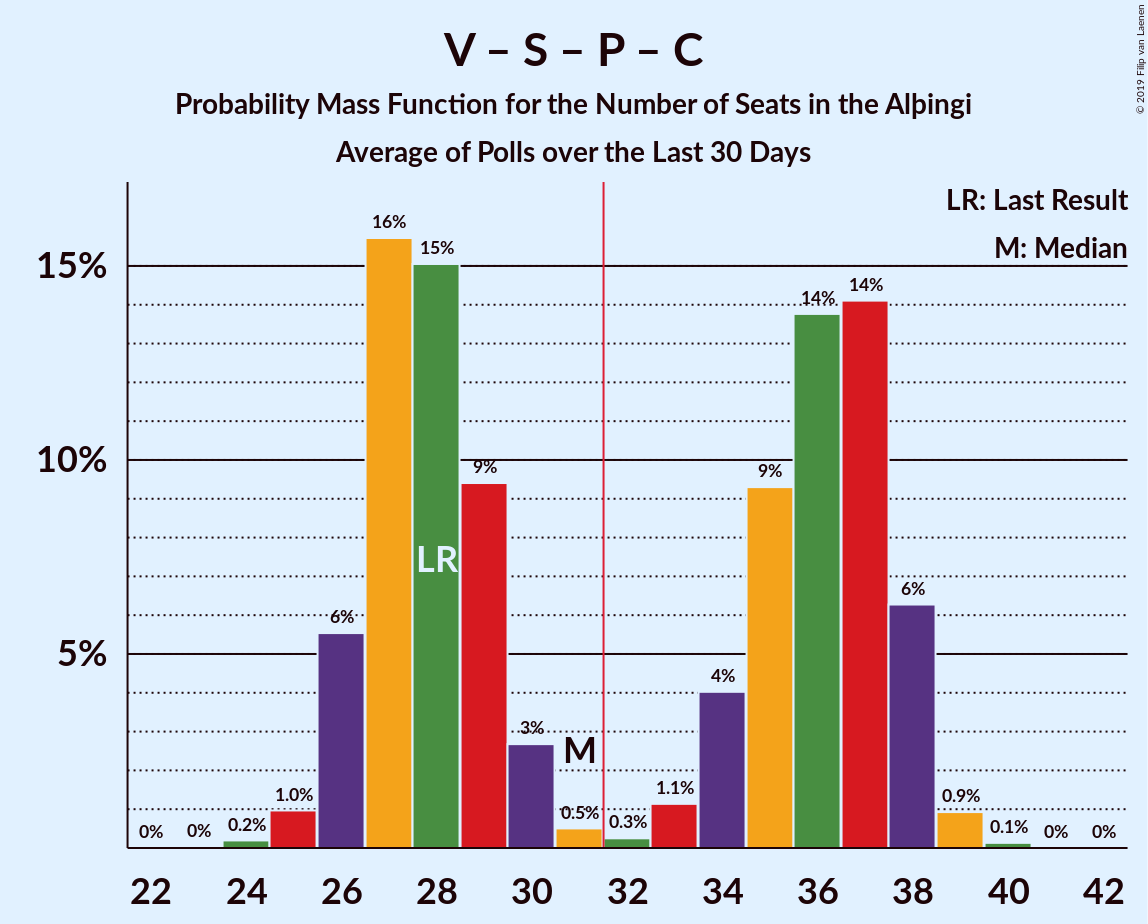 V – S – P – C
Probability Mass Function for the Number of Seats in the Alþingi
Average of Polls over the Last 30 Days
© 2019 Filip van Laenen
LR: Last Result
M: Median
15%
10%
5%
0%
0%
0.2%
1.0%
6%
16%
15%
9%
3%
0.5%
0.3%
1.1%
4%
9%
14%
14%
6%
0.9%
0.1%
0%
0%
LR
M
22 24 26 28 30 32 34 36 38 40 42